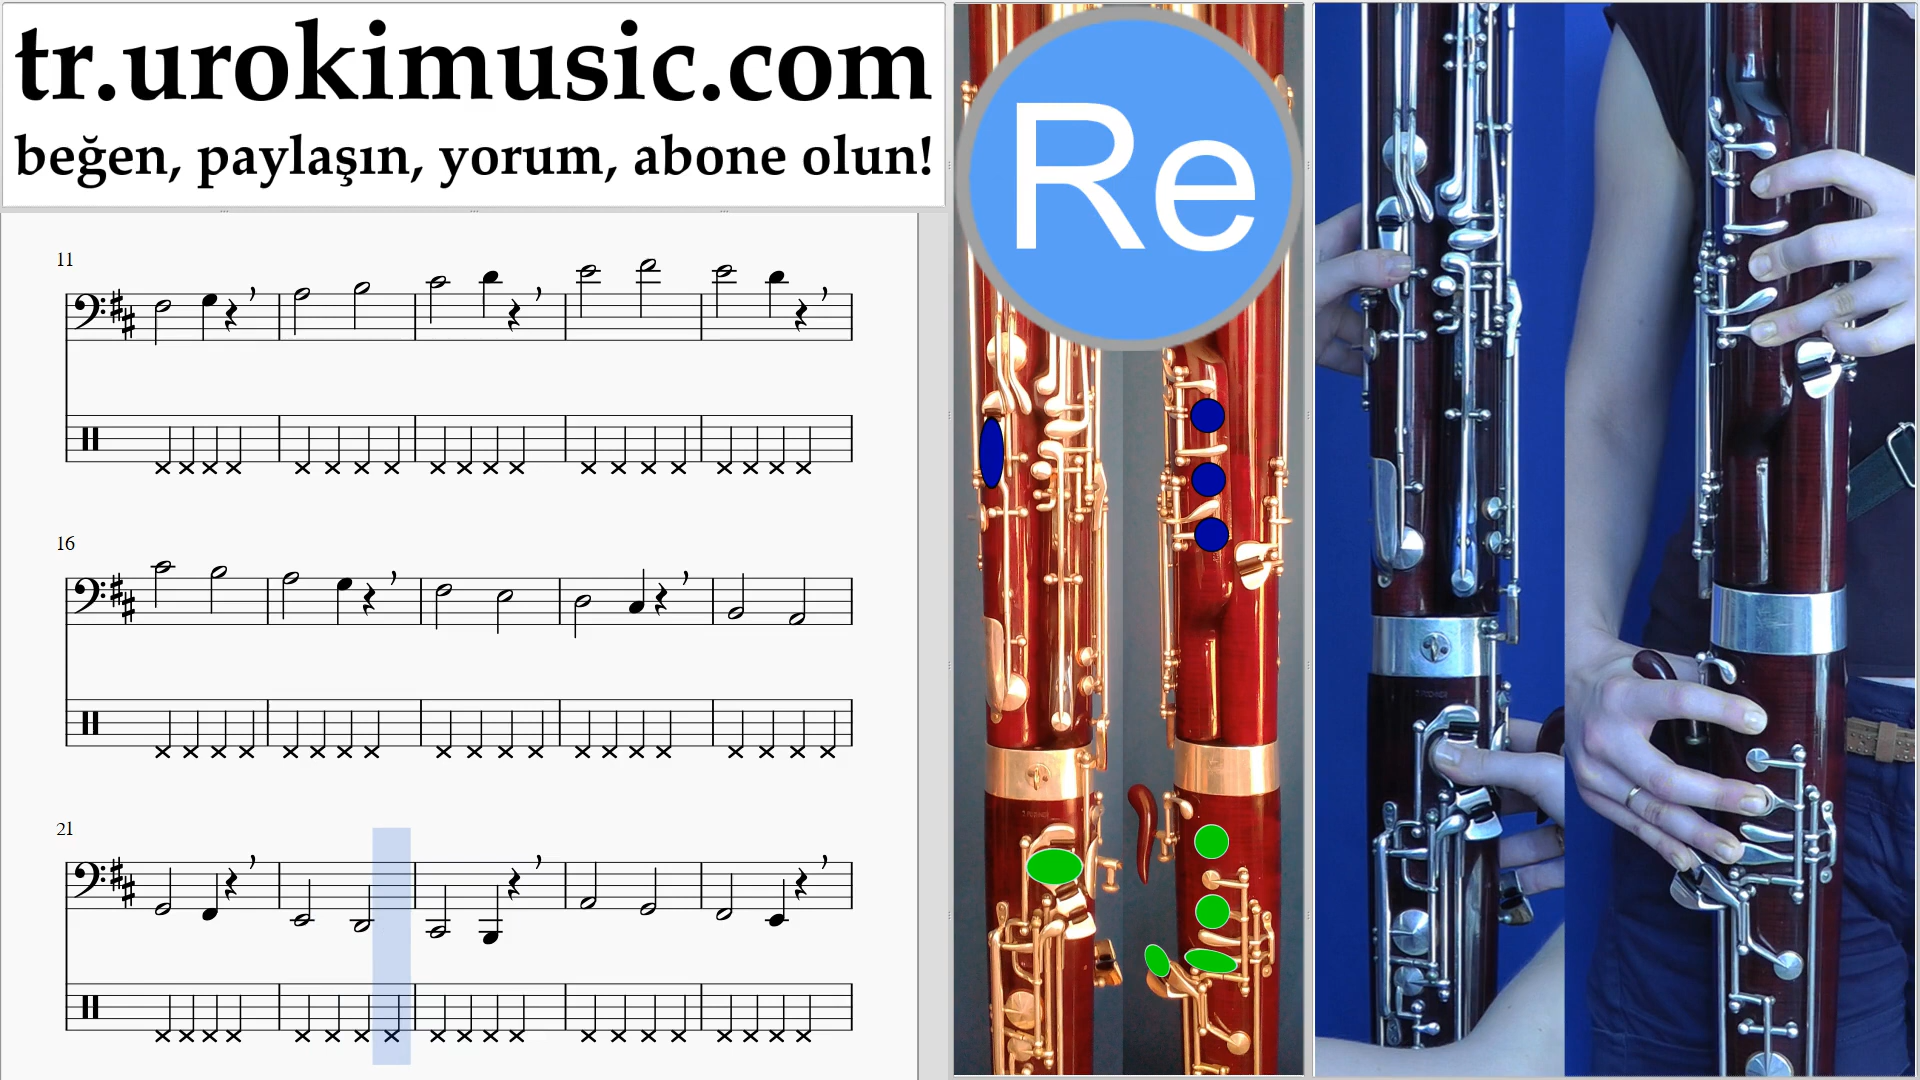 tr.urokimusic.com
beğen, paylaşın, yorum, abone olun!
Re
11
16
21